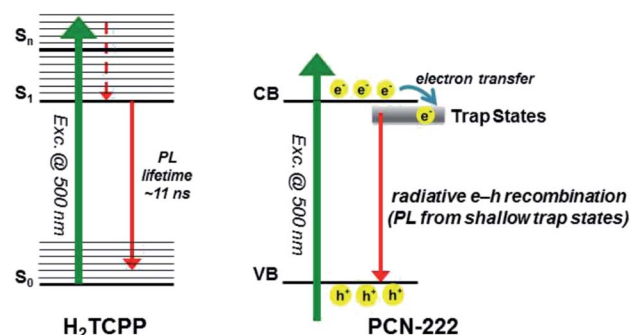 Sₙ
S₁
Exc. @ 500 nm
PL
lifetime
~11 ns
S₀
H₂TCPP
e⁻ e⁻ e⁻
electron transfer
CB
e⁻
Trap States
Exc. @ 500 nm
radiative e–h recombination
(PL from shallow trap states)
VB
h⁺ h⁺ h⁺
PCN-222